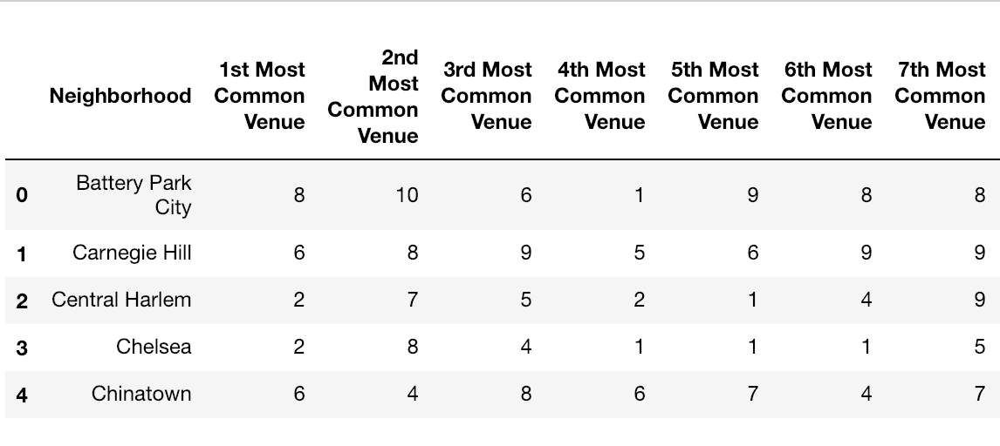 Neighborhood 1st Most Common Venue 2nd Most Common Venue 3rd Most Common Venue 4th Most Common Venue 5th Most Common Venue 6th Most Common Venue 7th Most Common Venue
0 Battery Park City 8 10 6 1 9 8 8
1 Carnegie Hill 6 8 9 5 6 9 9
2 Central Harlem 2 7 5 2 1 4 9
3 Chelsea 2 8 4 1 1 1 5
4 Chinatown 6 4 8 6 7 4 7